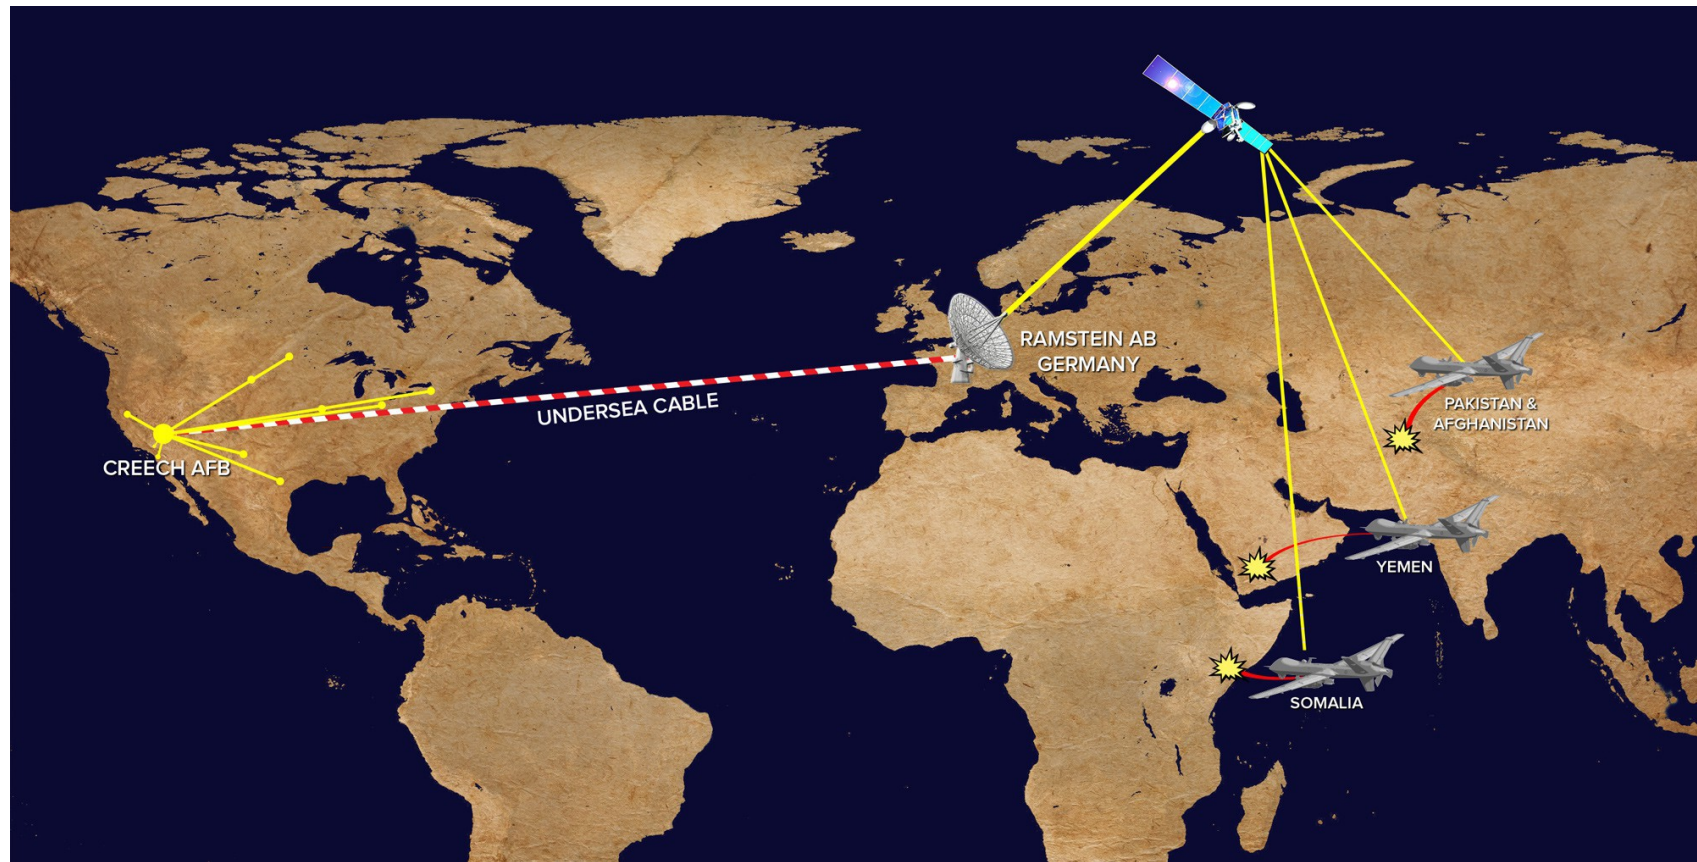 RAMSTEIN AB
GERMANY
UNDERSEA CABLE
CREECH AFB
PAKISTAN &
AFGHANISTAN
YEMEN
SOMALIA